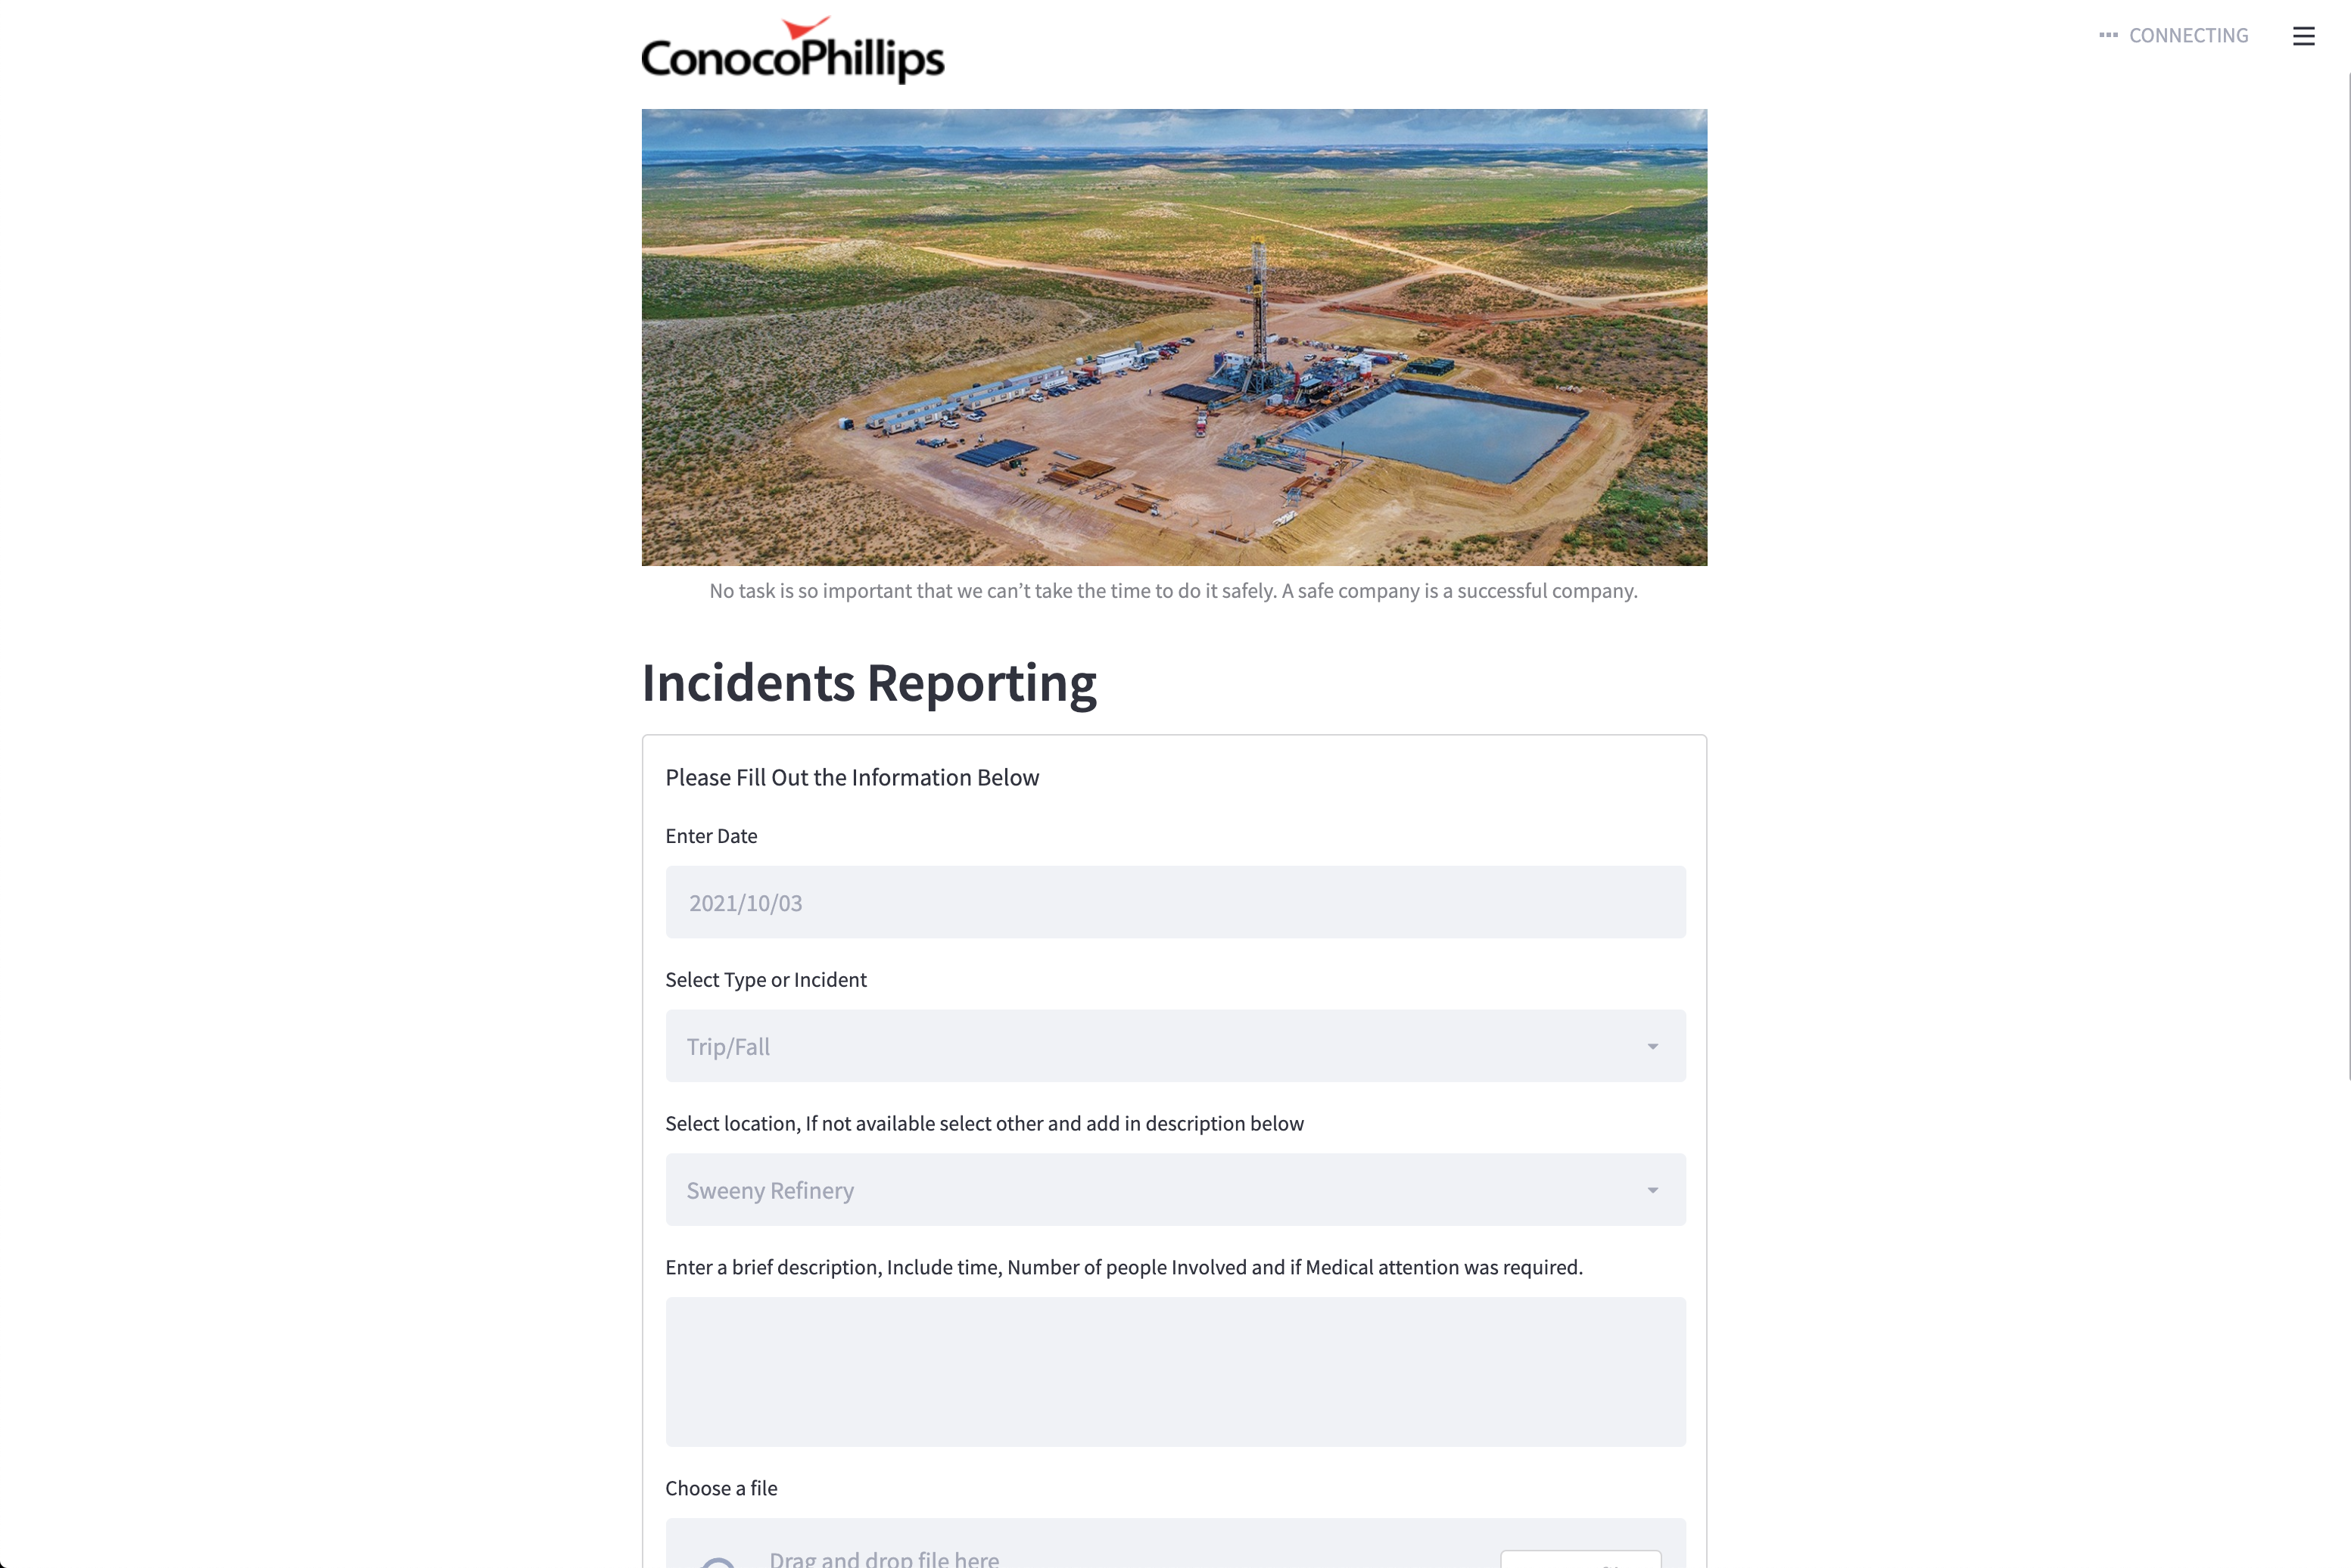 ConocoPhillips
CONNECTING
No task is so important that we can’t take the time to do it safely. A safe company is a successful company.
Incidents Reporting
Please Fill Out the Information Below
Enter Date
2021/10/03
Select Type or Incident
Trip/Fall
Select location, If not available select other and add in description below
Sweeny Refinery
Enter a brief description, Include time, Number of people Involved and if Medical attention was required.
Choose a file
Drag and drop file here